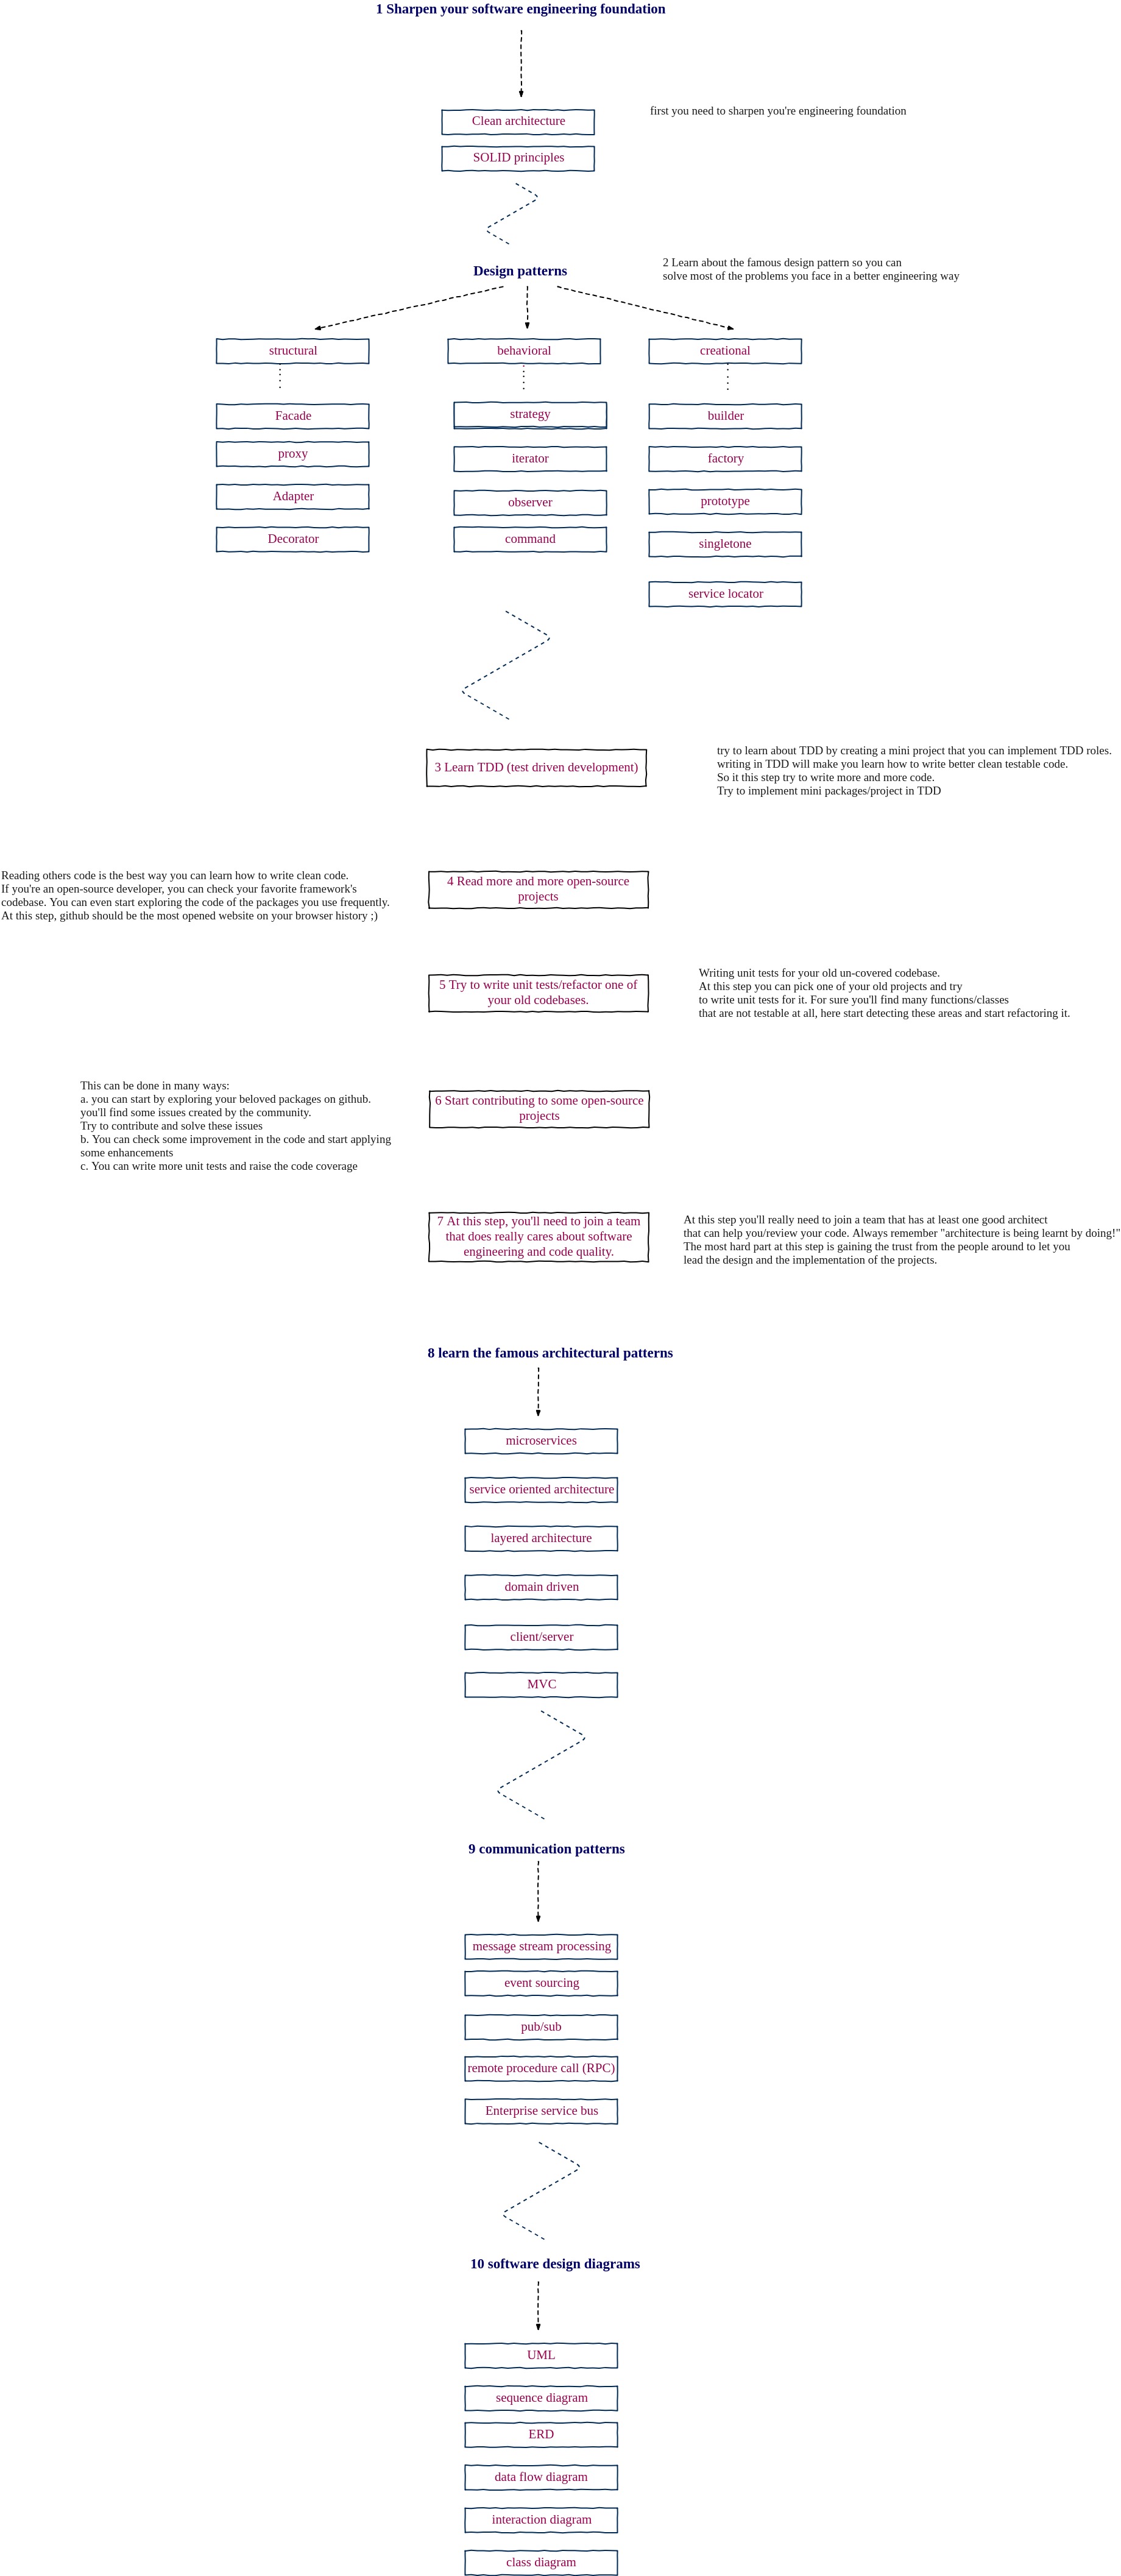 1 Sharpen your software engineering foundation
Clean architecture
first you need to sharpen you're engineering foundation
SOLID principles
Design patterns
2 Learn about the famous design pattern so you can
solve most of the problems you face in a better engineering way
structural
behavioral
creational
Facade
proxy
Adapter
Decorator
strategy
iterator
observer
command
builder
factory
prototype
singletone
service locator
3 Learn TDD (test driven development)
try to learn about TDD by creating a mini project that you can implement TDD roles.
writing in TDD will make you learn how to write better clean testable code.
So it this step try to write more and more code.
Try to implement mini packages/project in TDD
Reading others code is the best way you can learn how to write clean code.
If you're an open-source developer, you can check your favorite framework's
codebase. You can even start exploring the code of the packages you use frequently.
At this step, github should be the most opened website on your browser history ;)
4 Read more and more open-source
projects
5 Try to write unit tests/refactor one of
your old codebases.
Writing unit tests for your old un-covered codebase.
At this step you can pick one of your old projects and try
to write unit tests for it. For sure you'll find many functions/classes
that are not testable at all, here start detecting these areas and start refactoring it.
This can be done in many ways:
a. you can start by exploring your beloved packages on github.
you'll find some issues created by the community.
Try to contribute and solve these issues
b. You can check some improvement in the code and start applying
some enhancements
c. You can write more unit tests and raise the code coverage
6 Start contributing to some open-source
projects
7 At this step, you'll need to join a team
that does really cares about software
engineering and code quality.
At this step you'll really need to join a team that has at least one good architect
that can help you/review your code. Always remember "architecture is being learnt by doing!"
The most hard part at this step is gaining the trust from the people around to let you
lead the design and the implementation of the projects.
8 learn the famous architectural patterns
microservices
service oriented architecture
layered architecture
domain driven
client/server
MVC
9 communication patterns
message stream processing
event sourcing
pub/sub
remote procedure call (RPC)
Enterprise service bus
10 software design diagrams
UML
sequence diagram
ERD
data flow diagram
interaction diagram
class diagram